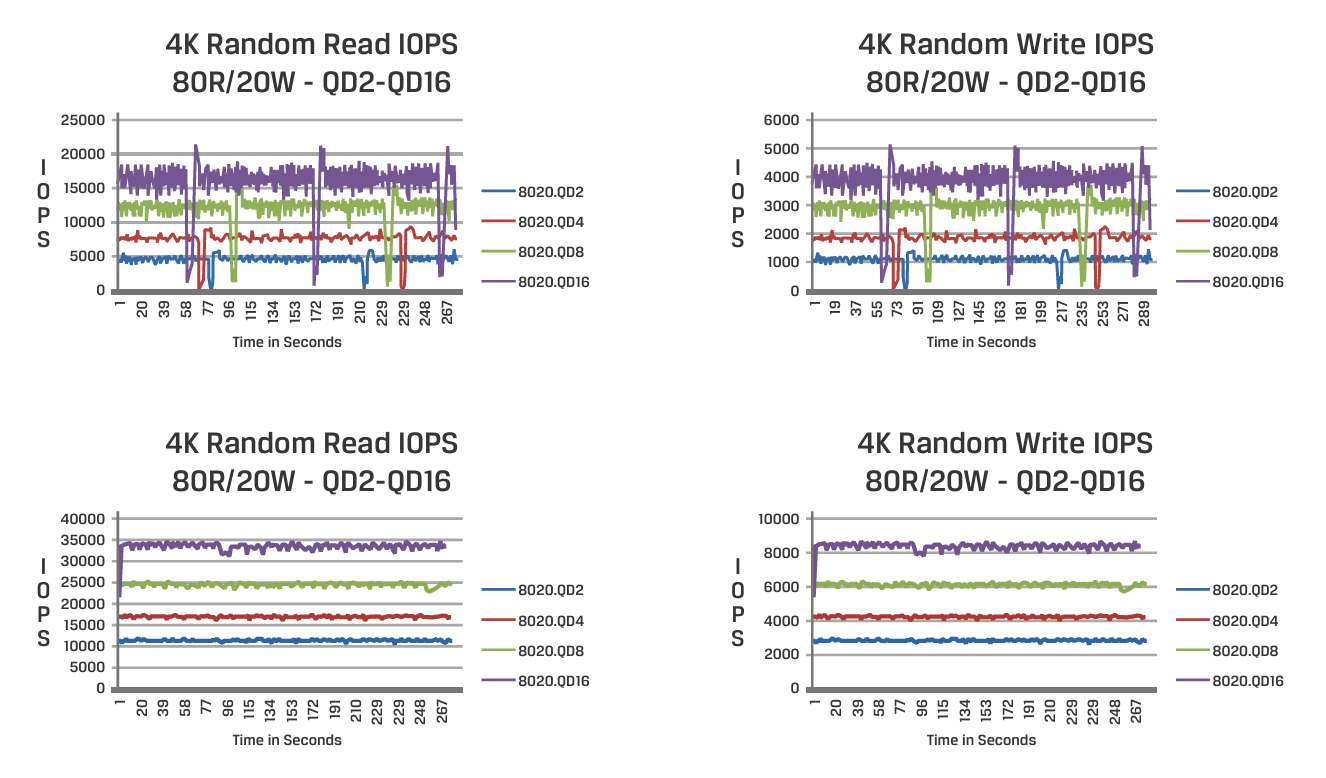 4K Random Read IOPS
80R/20W - QD2-QD16
25000
20000
15000
10000
5000
0
I
O
P
S
1 20 39 58 77 96 115 134 153 172 191 210 229 229 248 267
Time in Seconds
8020.QD2
8020.QD4
8020.QD8
8020.QD16
4K Random Write IOPS
80R/20W - QD2-QD16
6000
5000
4000
3000
2000
1000
0
I
O
P
S
1 19 37 55 73 91 109 127 145 163 181 199 217 235 253 271 289
Time in Seconds
8020.QD2
8020.QD4
8020.QD8
8020.QD16
4K Random Read IOPS
80R/20W - QD2-QD16
40000
35000
30000
25000
20000
15000
10000
5000
0
I
O
P
S
1 20 39 58 77 96 115 134 153 172 191 210 229 229 248 267
Time in Seconds
8020.QD2
8020.QD4
8020.QD8
8020.QD16
4K Random Write IOPS
80R/20W - QD2-QD16
10000
8000
6000
4000
2000
0
I
O
P
S
1 20 39 58 77 96 115 134 153 172 191 210 229 229 248 267
Time in Seconds
8020.QD2
8020.QD4
8020.QD8
8020.QD16